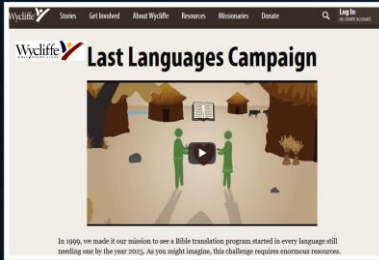 Wycliffe Stories Get Involved About Wycliffe Resources Missionaries Donate Log In
Wycliffe
Last Languages Campaign
In 1999, we made it our mission to see a Bible translation program started in every language still
needing one by the year 2025. As you might imagine, this challenge requires enormous resources.